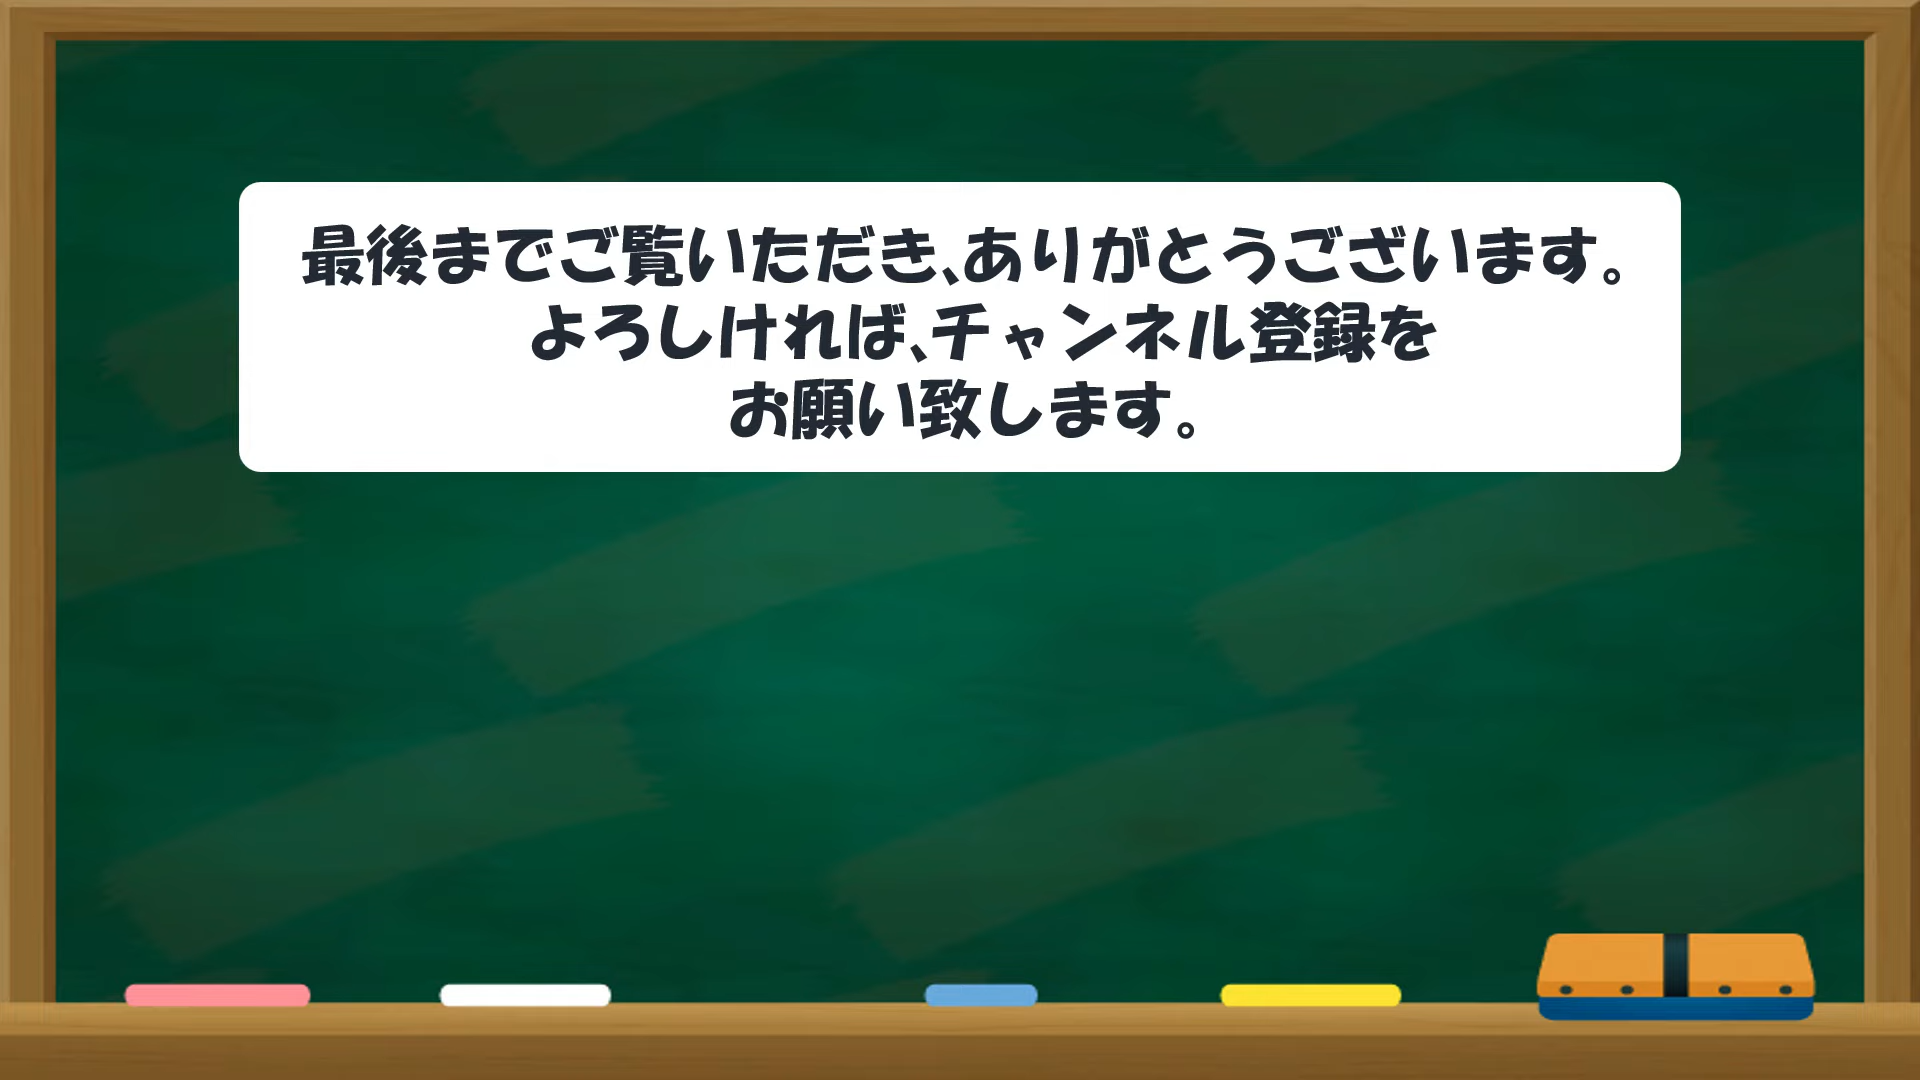 最後までご覧いただき、ありがとうございます。
よろしければ、チャンネル登録を
お願い致します。